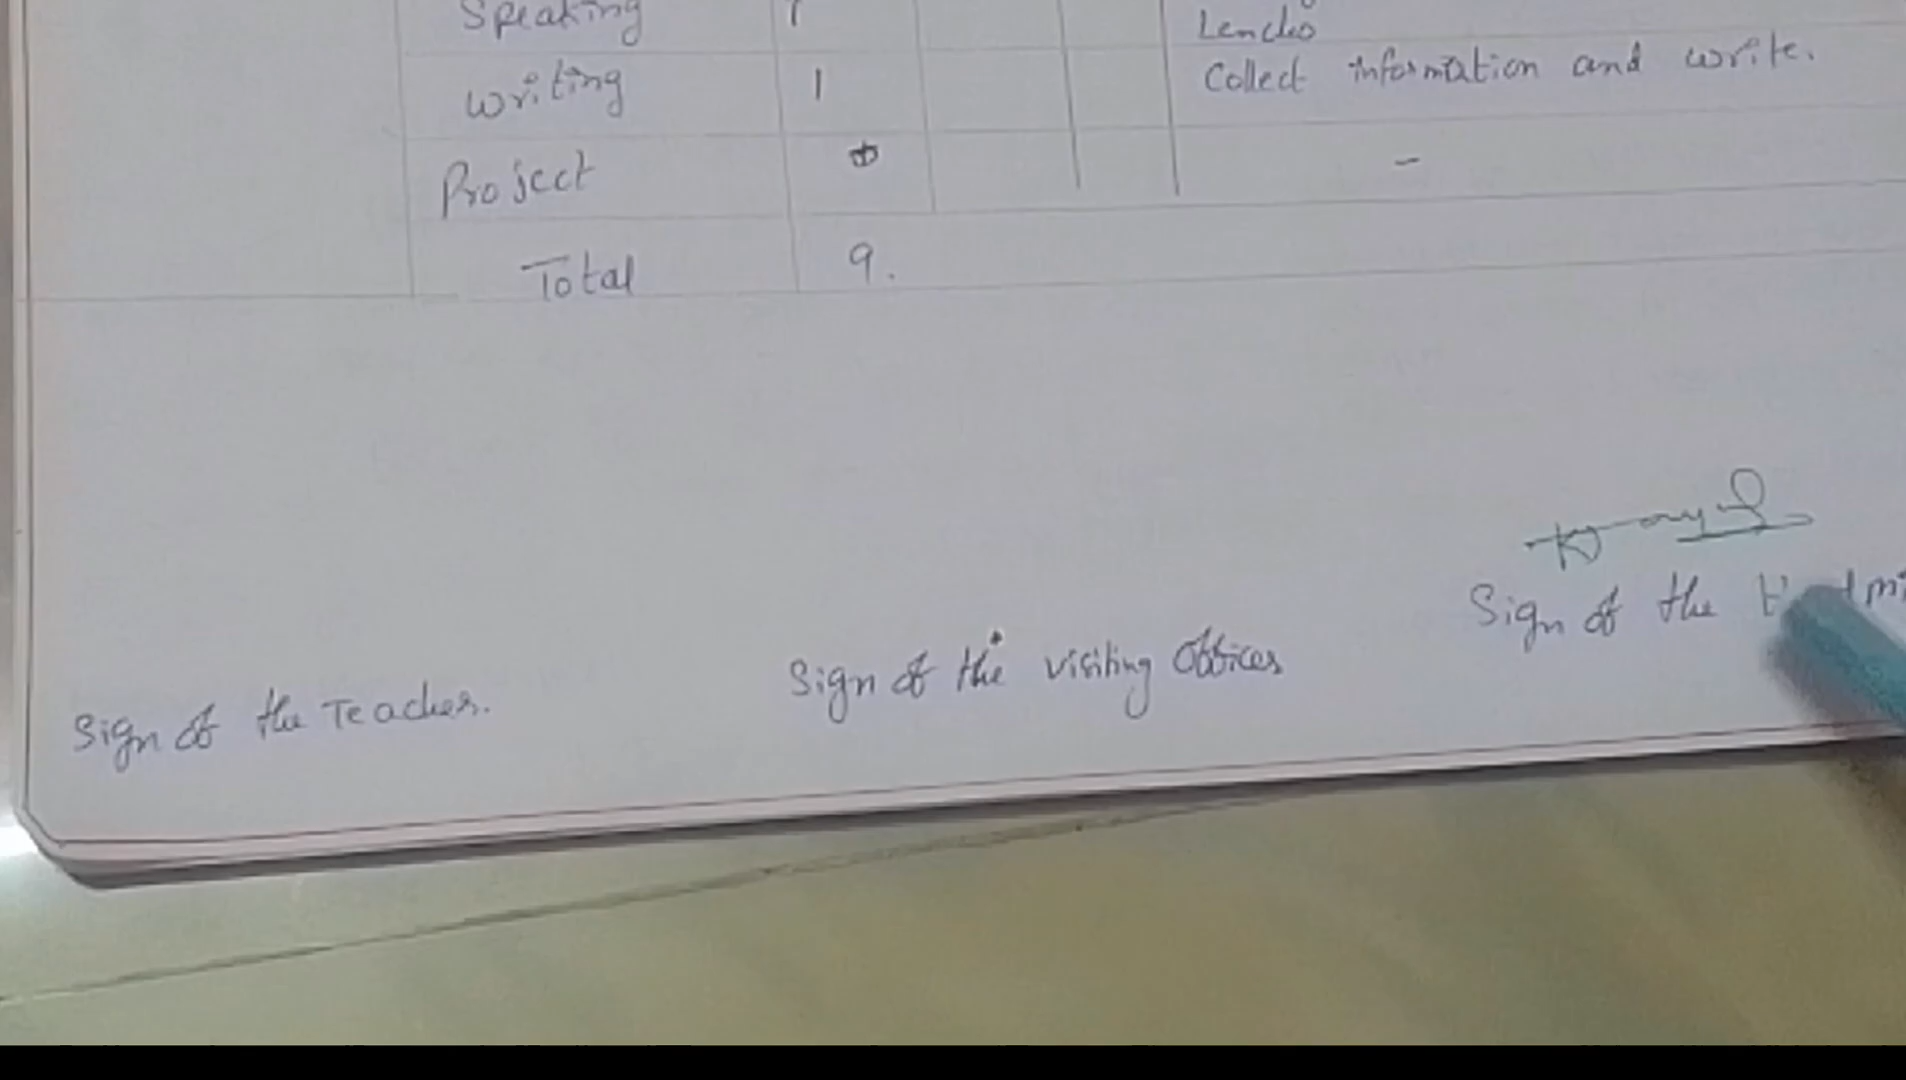 Speaking 1 Lencho
Writing 1 Collect information and write.
Project -
Total 9.
Sign of the
Sign of the Teacher. Sign of the visiting Officer